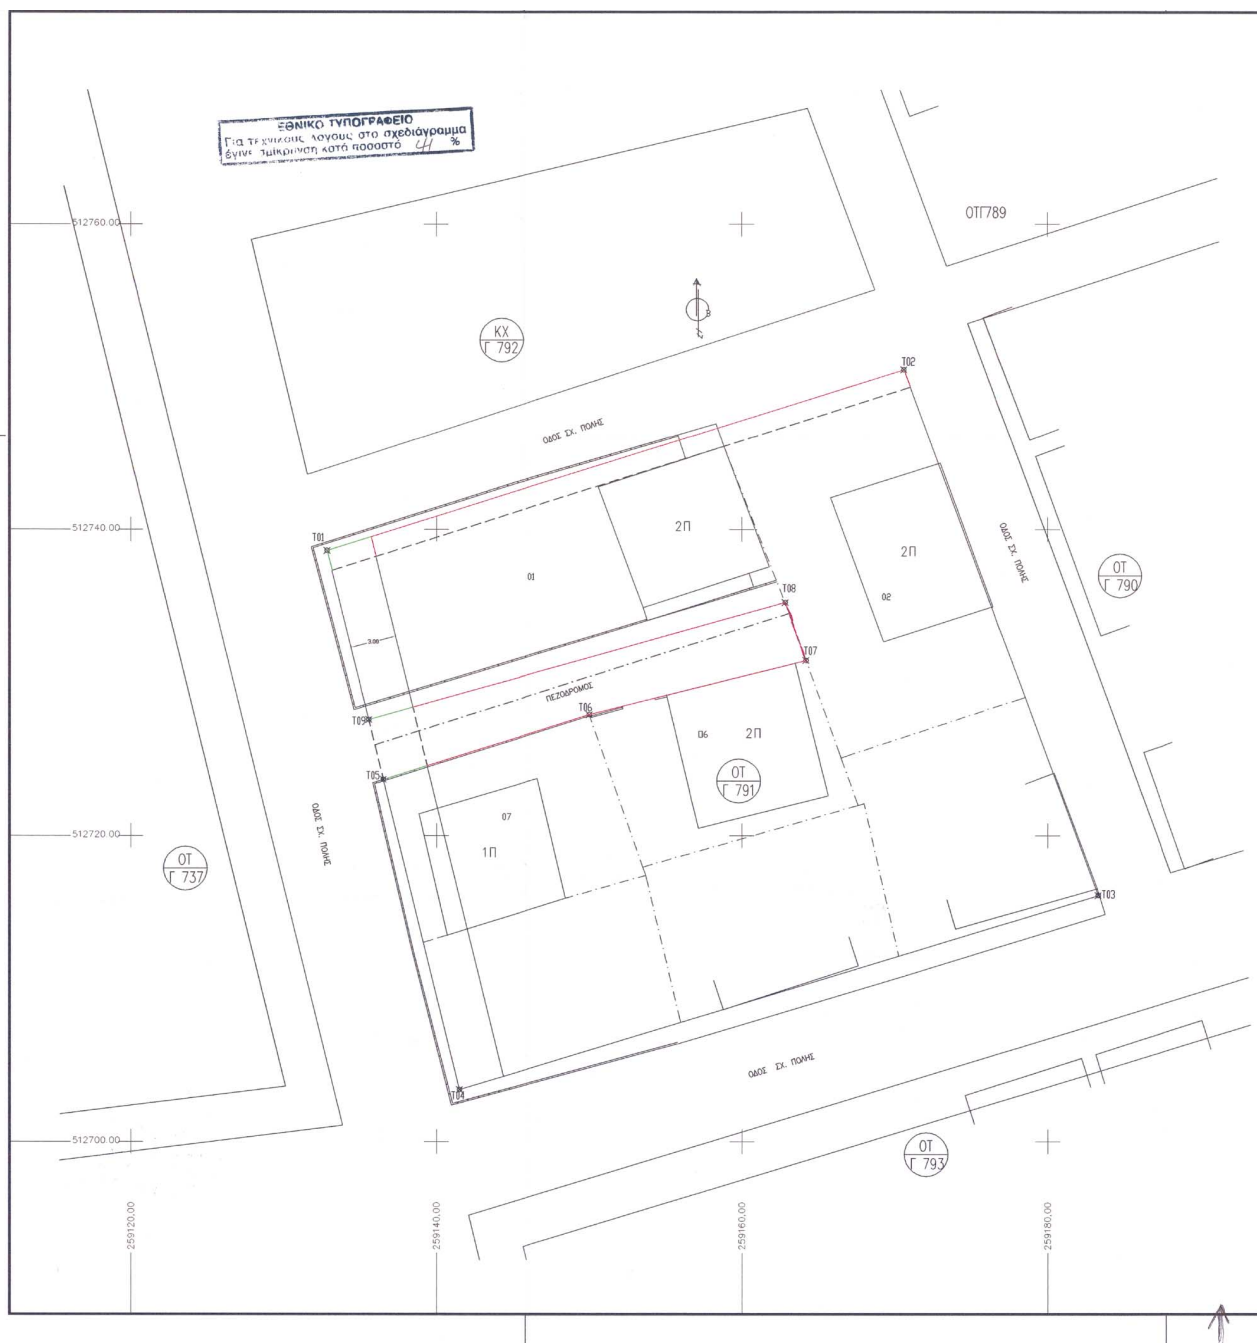 ΕΘΝΙΚΟ ΤΥΠΟΓΡΑΦΕΙΟ
Για τεχνικούς λόγους στο σχεδιάγραμμα
έγινε σμίκρυνση κατά ποσοστό 41 %
512760.00
ΟΤΓ789
ΚΧ
Γ 792
Β
Τ02
ΟΔΟΣ ΣΧ. ΠΟΛΗΣ
512740.00
Τ01
2Π
2Π
ΟΔΟΣ ΣΧ. ΠΟΛΗΣ
ΟΤ
Γ 790
01
02
Τ08
3.00
Τ07
ΠΕΖΟΔΡΟΜΟΣ
Τ09
Τ06
06
2Π
Τ05
ΟΤ
Γ 791
07
ΟΔΟΣ ΣΧ. ΠΟΛΗΣ
512720.00
1Π
ΟΤ
Γ 737
Τ03
Τ04
ΟΔΟΣ ΣΧ. ΠΟΛΗΣ
512700.00
ΟΤ
Γ 793
259120.00
259140.00
259160.00
259180.00